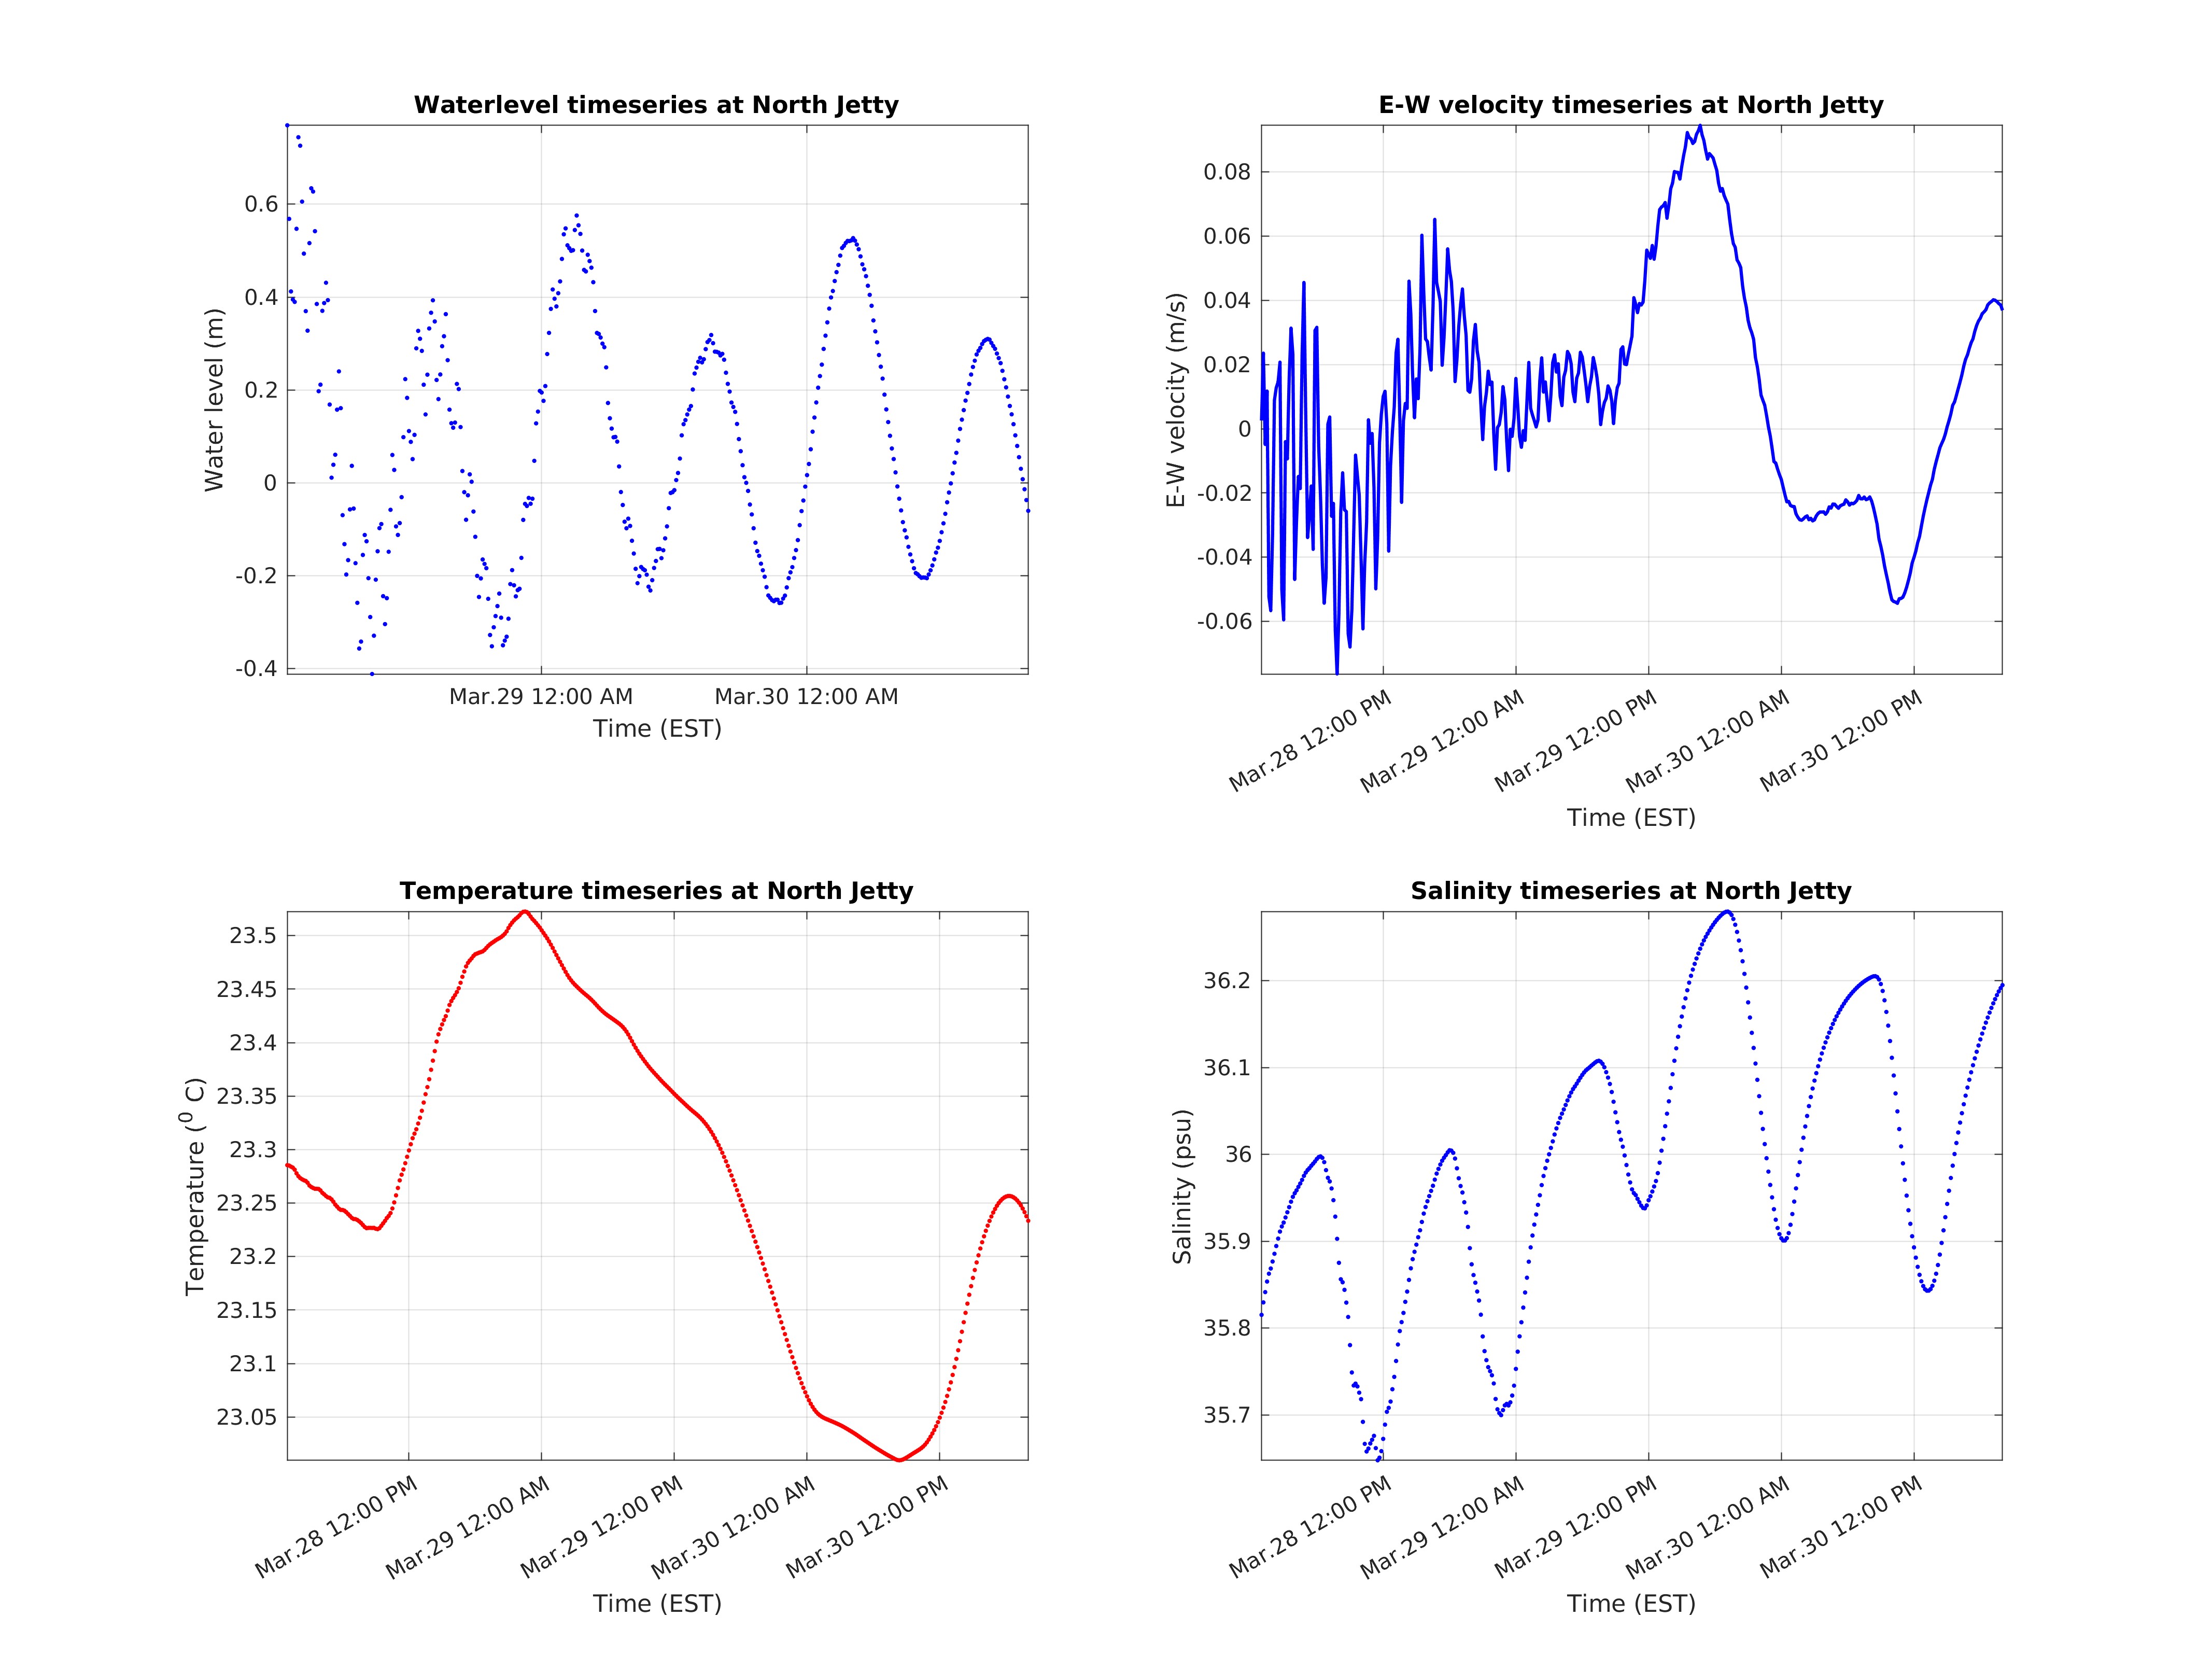 Waterlevel timeseries at North Jetty
0.6
0.4
0.2
0
-0.2
-0.4
Water level (m)
Mar.29 12:00 AM
Mar.30 12:00 AM
Time (EST)
E-W velocity timeseries at North Jetty
0.08
0.06
0.04
0.02
0
-0.02
-0.04
-0.06
E-W velocity (m/s)
Mar.28 12:00 PM
Mar.29 12:00 AM
Mar.29 12:00 PM
Mar.30 12:00 AM
Mar.30 12:00 PM
Time (EST)
Temperature timeseries at North Jetty
23.5
23.45
23.4
23.35
23.3
23.25
23.2
23.15
23.1
23.05
Temperature (⁰ C)
Mar.28 12:00 PM
Mar.29 12:00 AM
Mar.29 12:00 PM
Mar.30 12:00 AM
Mar.30 12:00 PM
Time (EST)
Salinity timeseries at North Jetty
36.2
36.1
36
35.9
35.8
35.7
Salinity (psu)
Mar.28 12:00 PM
Mar.29 12:00 AM
Mar.29 12:00 PM
Mar.30 12:00 AM
Mar.30 12:00 PM
Time (EST)